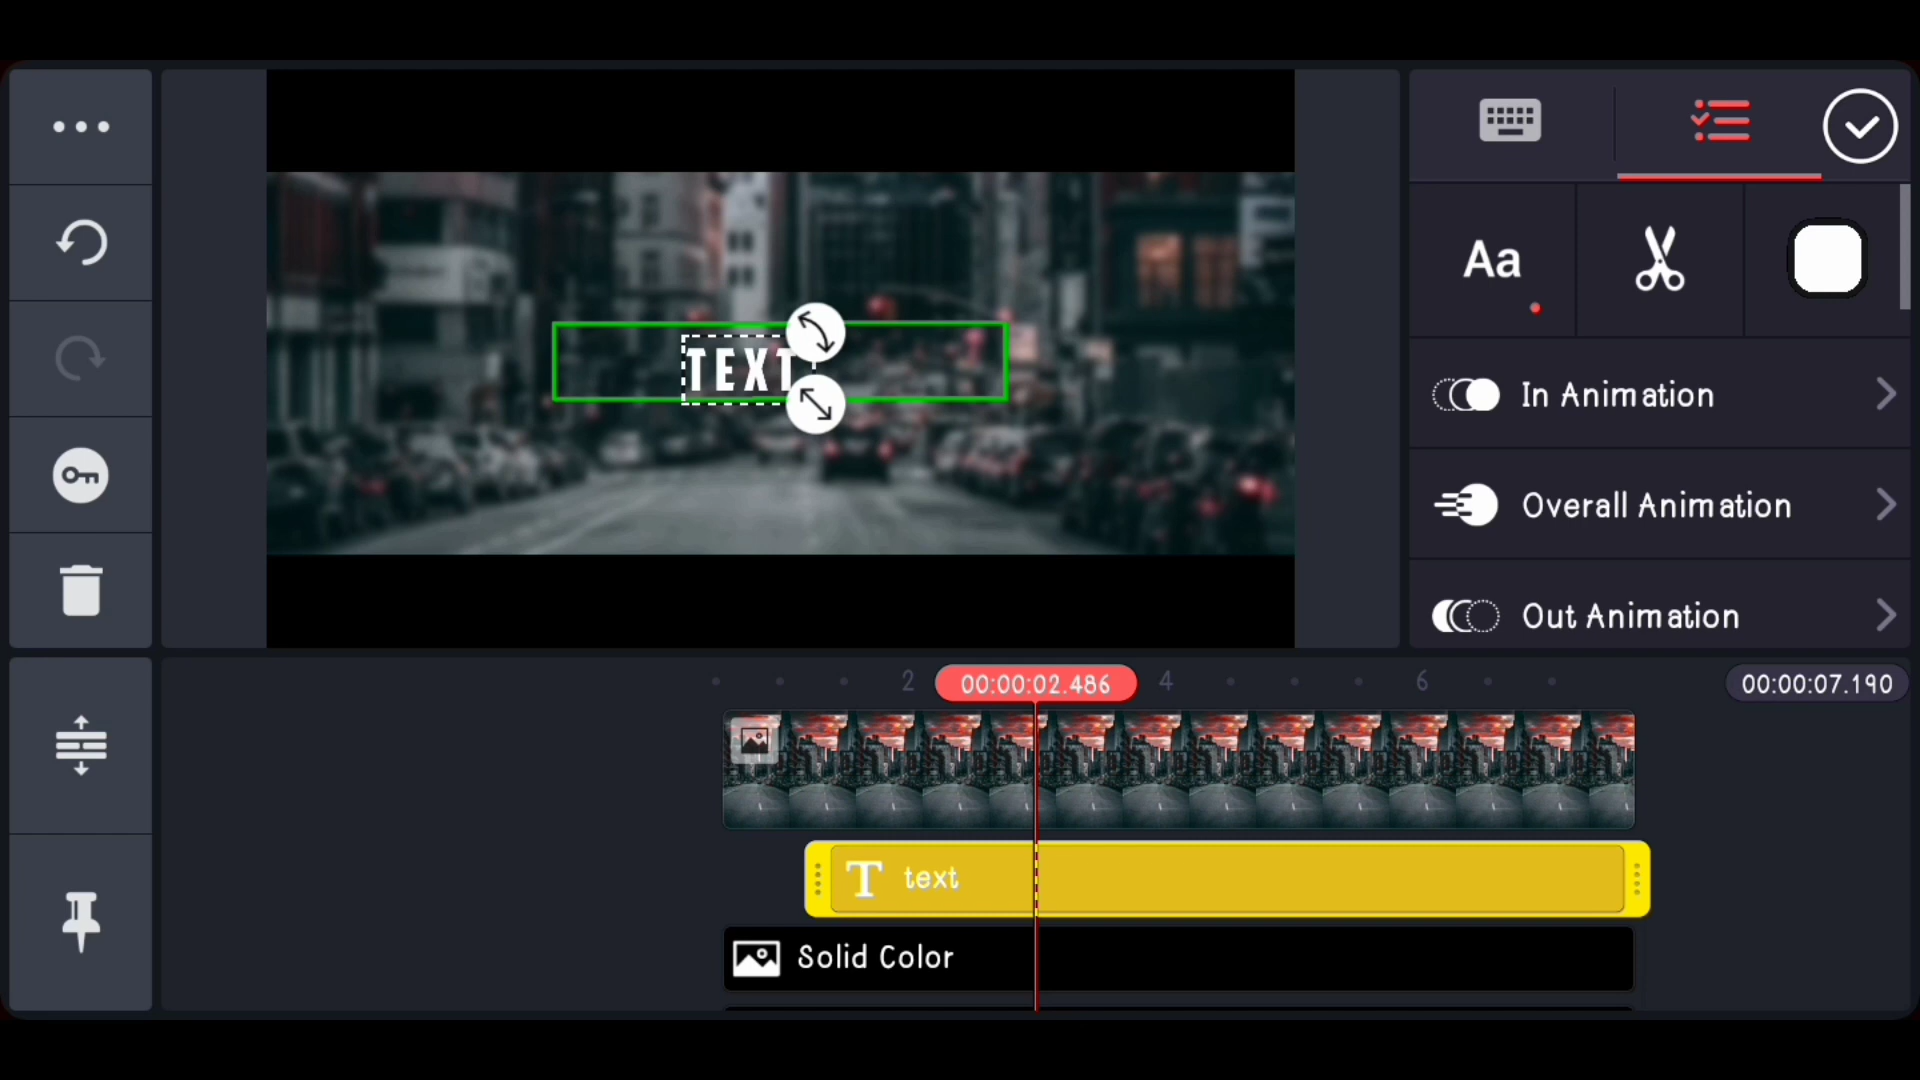 TEXT
Aa
In Animation
Overall Animation
Out Animation
2
00:00:02.486
4
6
00:00:07.190
T text
Solid Color